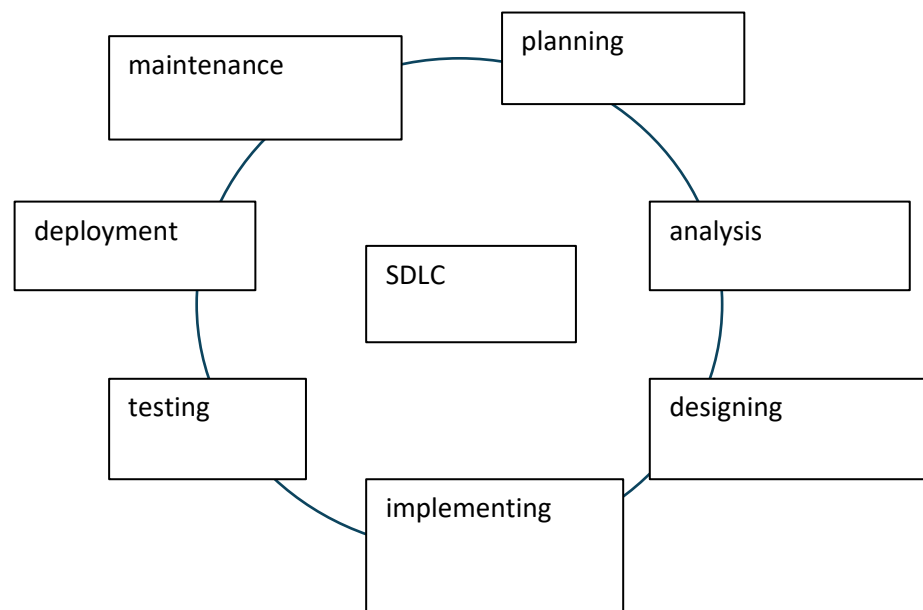 planning
maintenance
analysis
deployment
SDLC
designing
testing
implementing